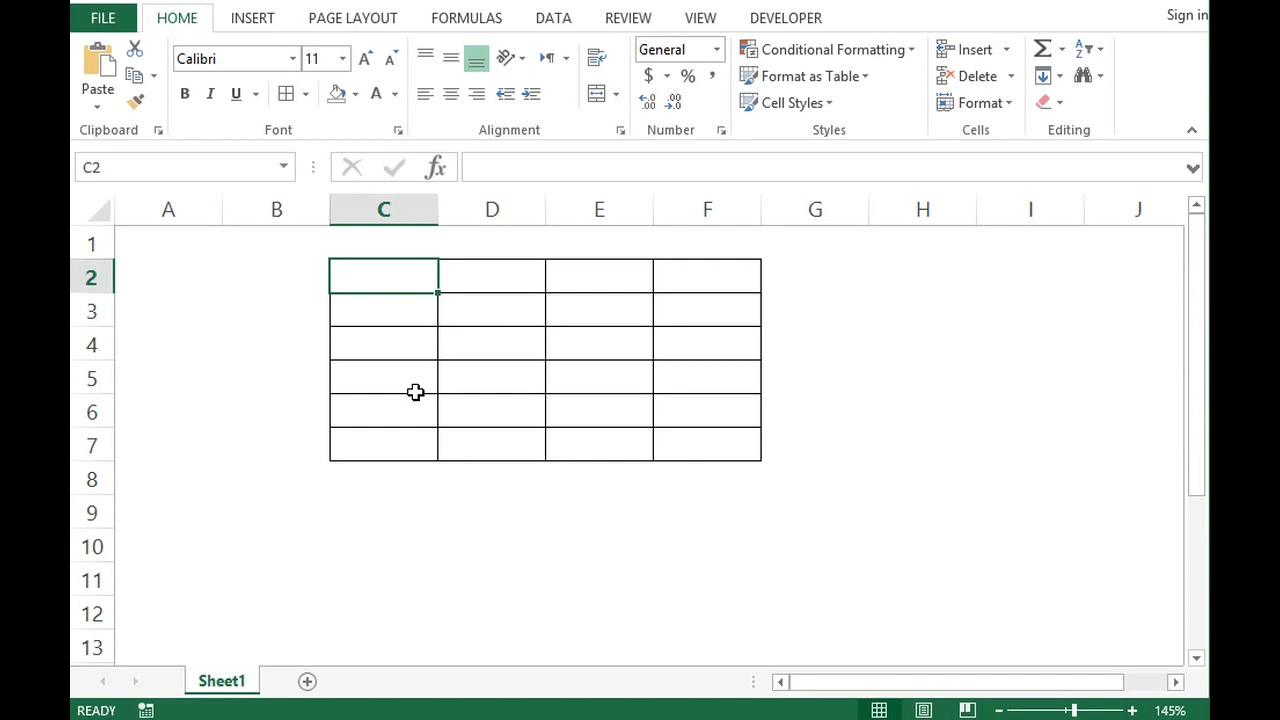 FILE HOME INSERT PAGE LAYOUT FORMULAS DATA REVIEW VIEW DEVELOPER Sign in
Calibri 11 General Conditional Formatting Insert
Paste $ % , Format as Table Delete
B I U A Cell Styles Format
Clipboard Font Alignment Number Styles Cells Editing
C2 fx
A B C D E F G H I J
1
2
3
4
5
6
7
8
9
10
11
12
13
Sheet1
READY 145%